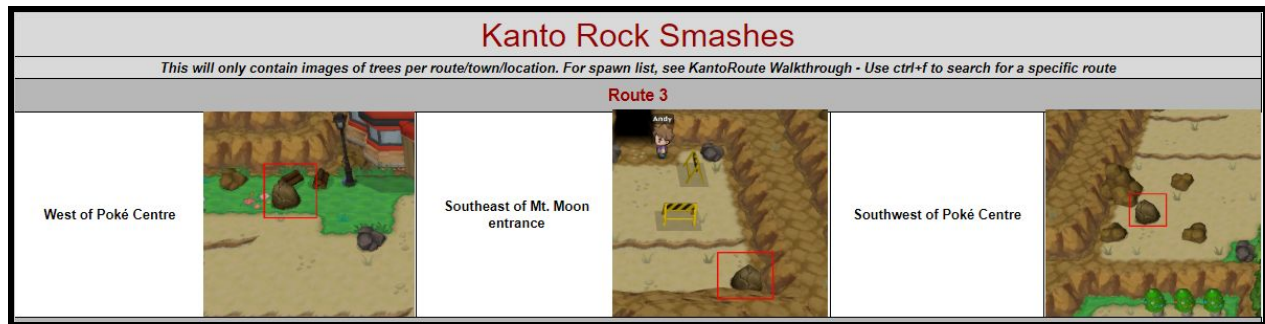 Kanto Rock Smashes
This will only contain images of trees per route/town/location. For spawn list, see KantoRoute Walkthrough - Use ctrl+f to search for a specific route
Route 3
West of Poké Centre
Andy
Southeast of Mt. Moon
entrance
Southwest of Poké Centre